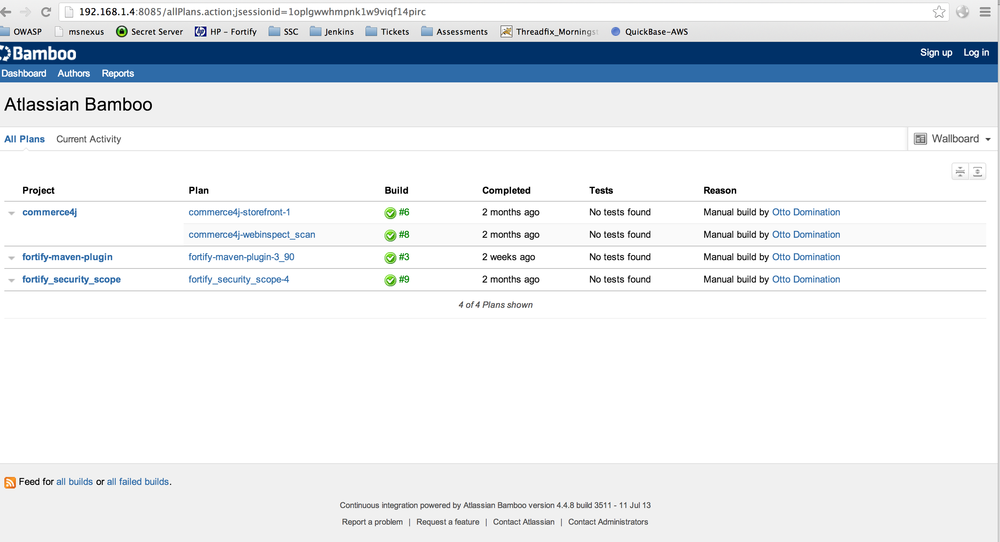 192.168.1.4:8085/allPlans.action;jsessionid=1oplgwwhmpnk1w9viqf14pirc
OWASP msnexus Secret Server HP - Fortify SSC Jenkins Tickets Assessments Threadfix_Mornings QuickBase-AWS
Bamboo Sign up Log in
Dashboard Authors Reports
Atlassian Bamboo
All Plans Current Activity Wallboard
Project Plan Build Completed Tests Reason
commerce4j commerce4j-storefront-1 #6 2 months ago No tests found Manual build by Otto Domination
commerce4j-webinspect_scan #8 2 months ago No tests found Manual build by Otto Domination
fortify-maven-plugin fortify-maven-plugin-3_90 #3 2 weeks ago No tests found Manual build by Otto Domination
fortify_security_scope fortify_security_scope-4 #9 2 months ago No tests found Manual build by Otto Domination
4 of 4 Plans shown
Feed for all builds or all failed builds.
Continuous integration powered by Atlassian Bamboo version 4.4.8 build 3511 - 11 Jul 13
Report a problem | Request a feature | Contact Atlassian | Contact Administrators